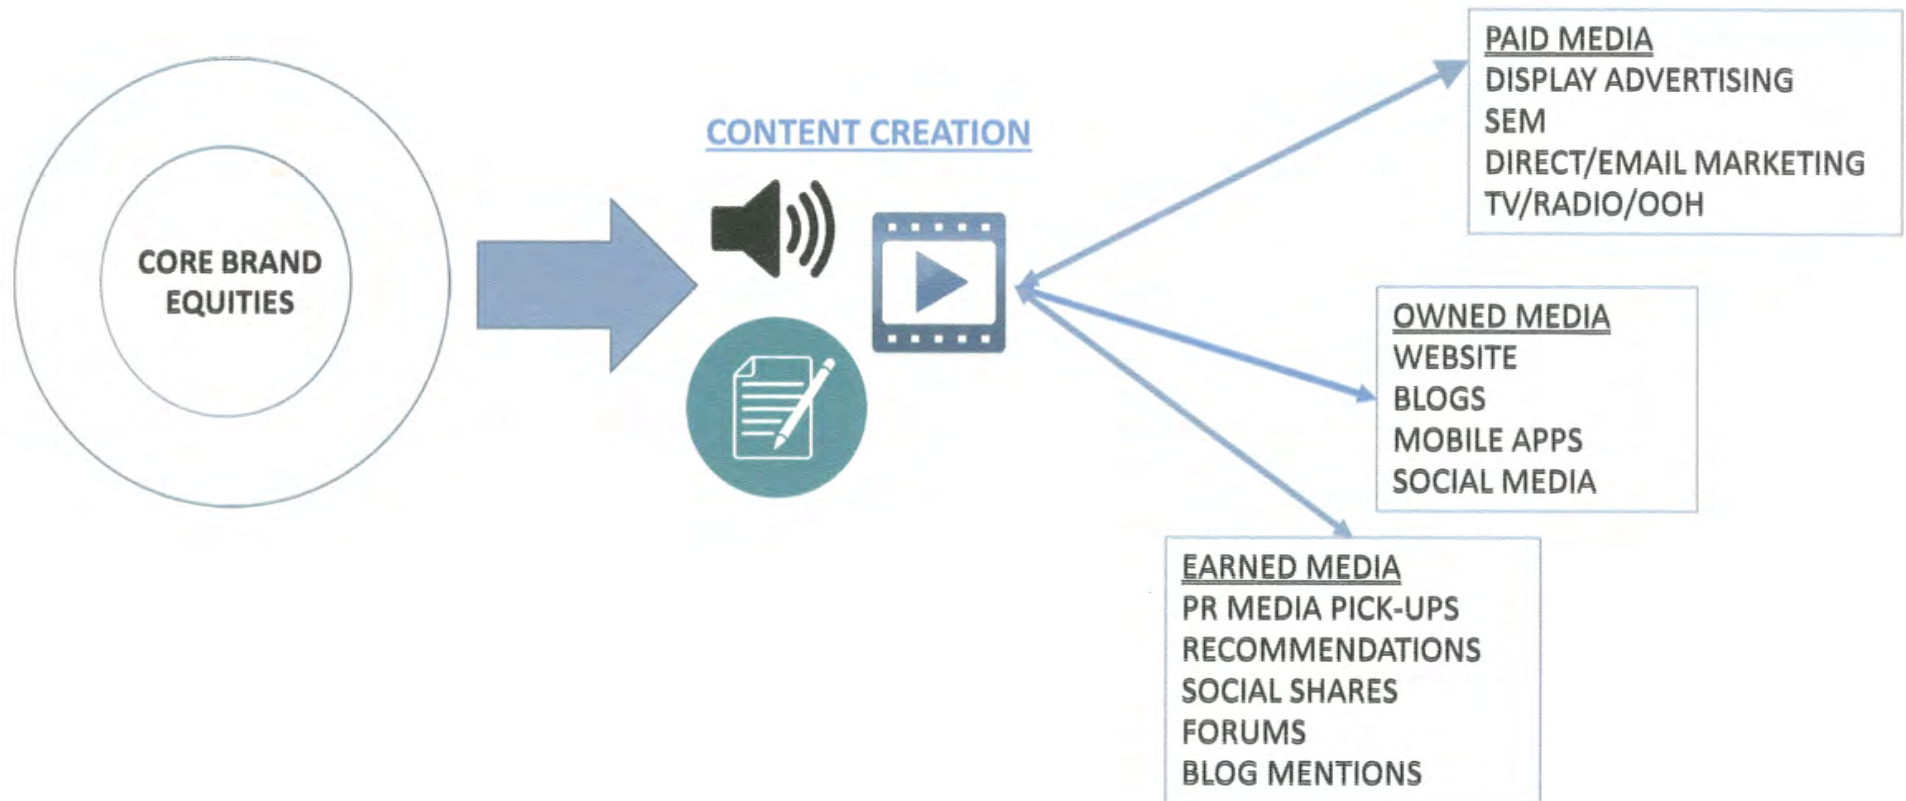 CORE BRAND
EQUITIES
CONTENT CREATION
PAID MEDIA
DISPLAY ADVERTISING
SEM
DIRECT/EMAIL MARKETING
TV/RADIO/OOH
OWNED MEDIA
WEBSITE
BLOGS
MOBILE APPS
SOCIAL MEDIA
EARNED MEDIA
PR MEDIA PICK-UPS
RECOMMENDATIONS
SOCIAL SHARES
FORUMS
BLOG MENTIONS